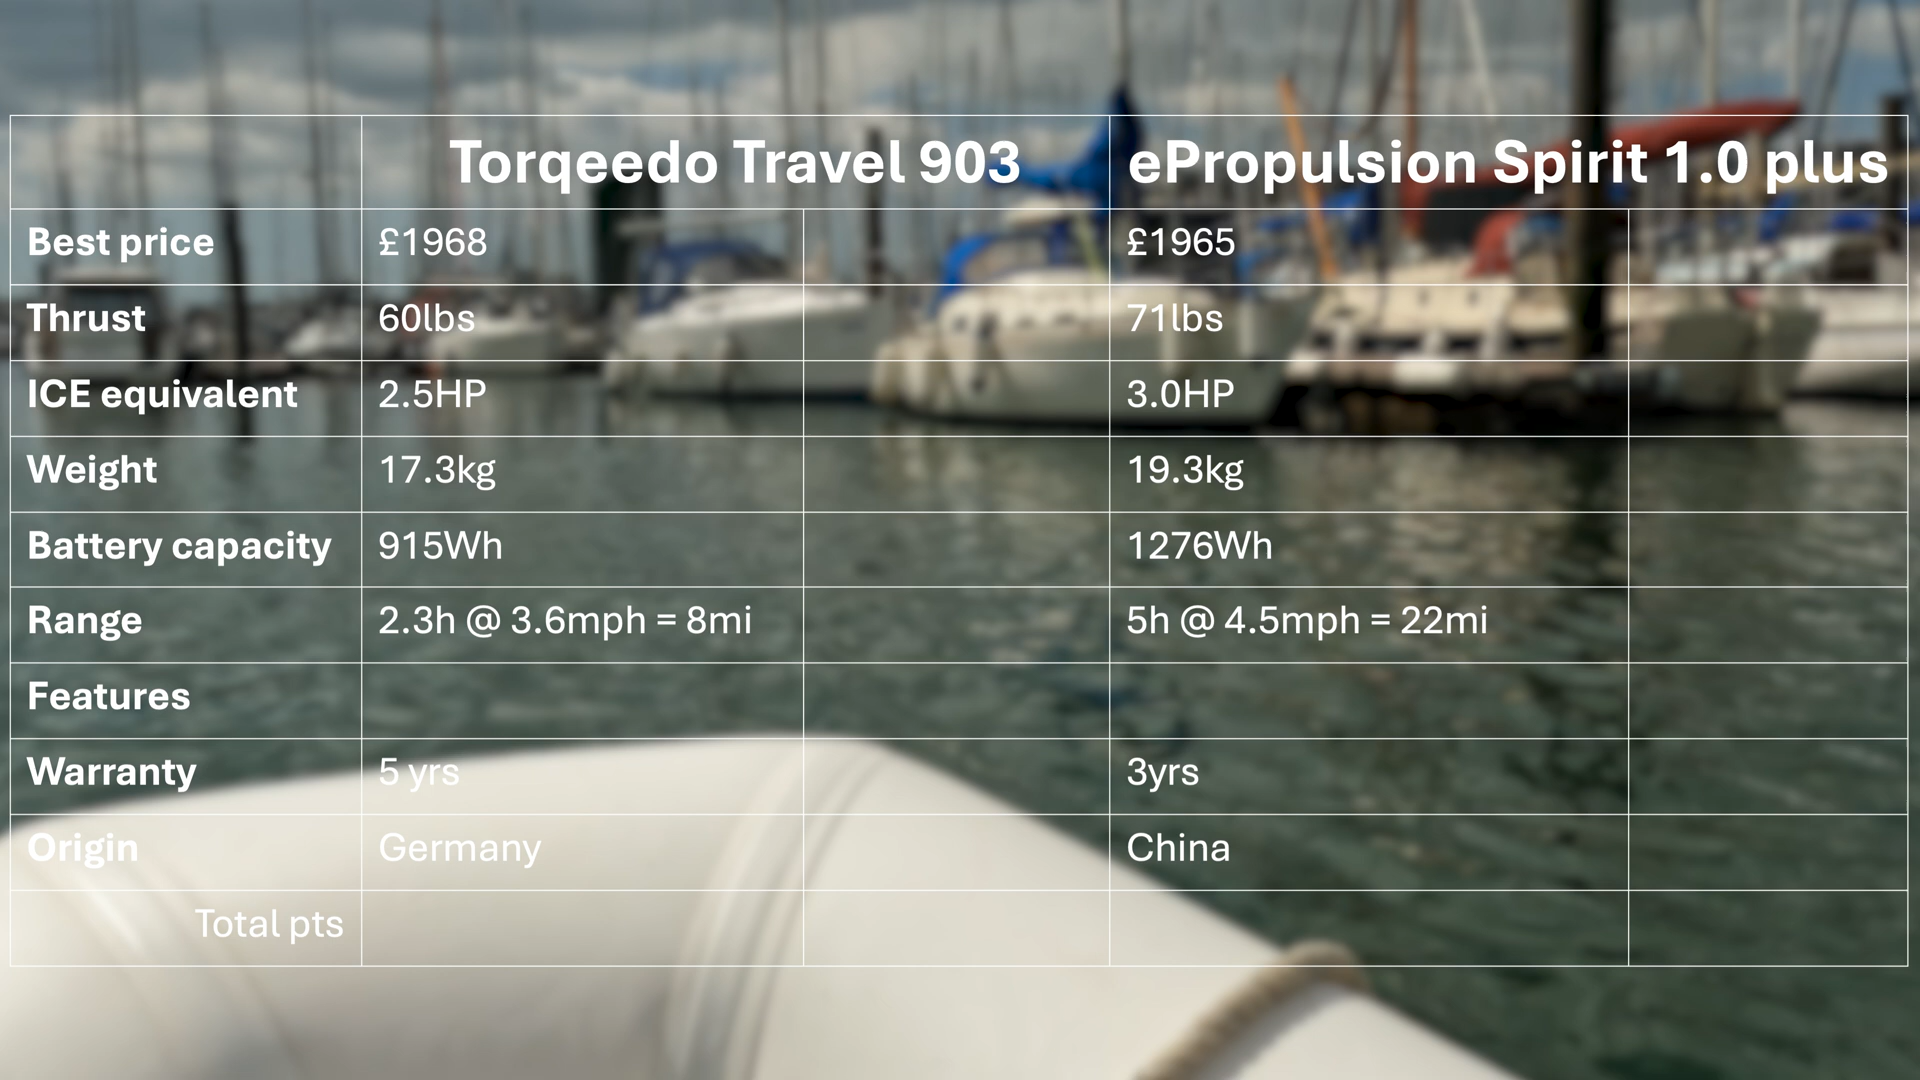 Torqeedo Travel 903 ePropulsion Spirit 1.0 plus
Best price £1968 £1965
Thrust 60lbs 71lbs
ICE equivalent 2.5HP 3.0HP
Weight 17.3kg 19.3kg
Battery capacity 915Wh 1276Wh
Range 2.3h @ 3.6mph = 8mi 5h @ 4.5mph = 22mi
Features
Warranty 5 yrs 3yrs
Origin Germany China
Total pts